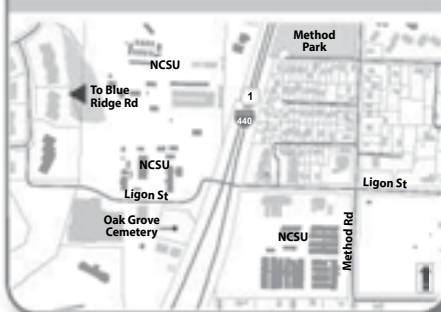 Method
Park
NCSU
To Blue
Ridge Rd
1
440
NCSU
Ligon St
Ligon St
Oak Grove
Cemetery
NCSU
Method Rd